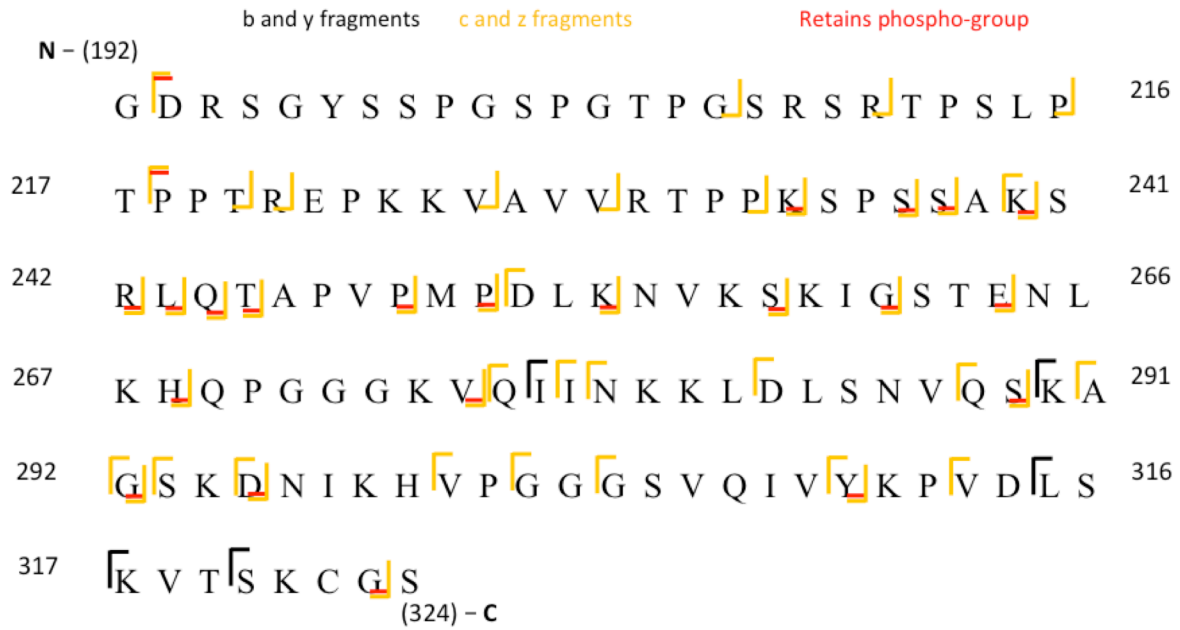 b and y fragments c and z fragments Retains phospho-group
N – (192)
G D R S G Y S S P G S P G T P G S R S R T P S L P 216
217 T P P T R E P K K V A V V R T P P K S P S S A K S 241
242 R L Q T A P V P M P D L K N V K S K I G S T E N L 266
267 K H Q P G G G K V Q I I N K K L D L S N V Q S K A 291
292 G S K D N I K H V P G G G S V Q I V Y K P V D L S 316
317 K V T S K C G S
(324) – C